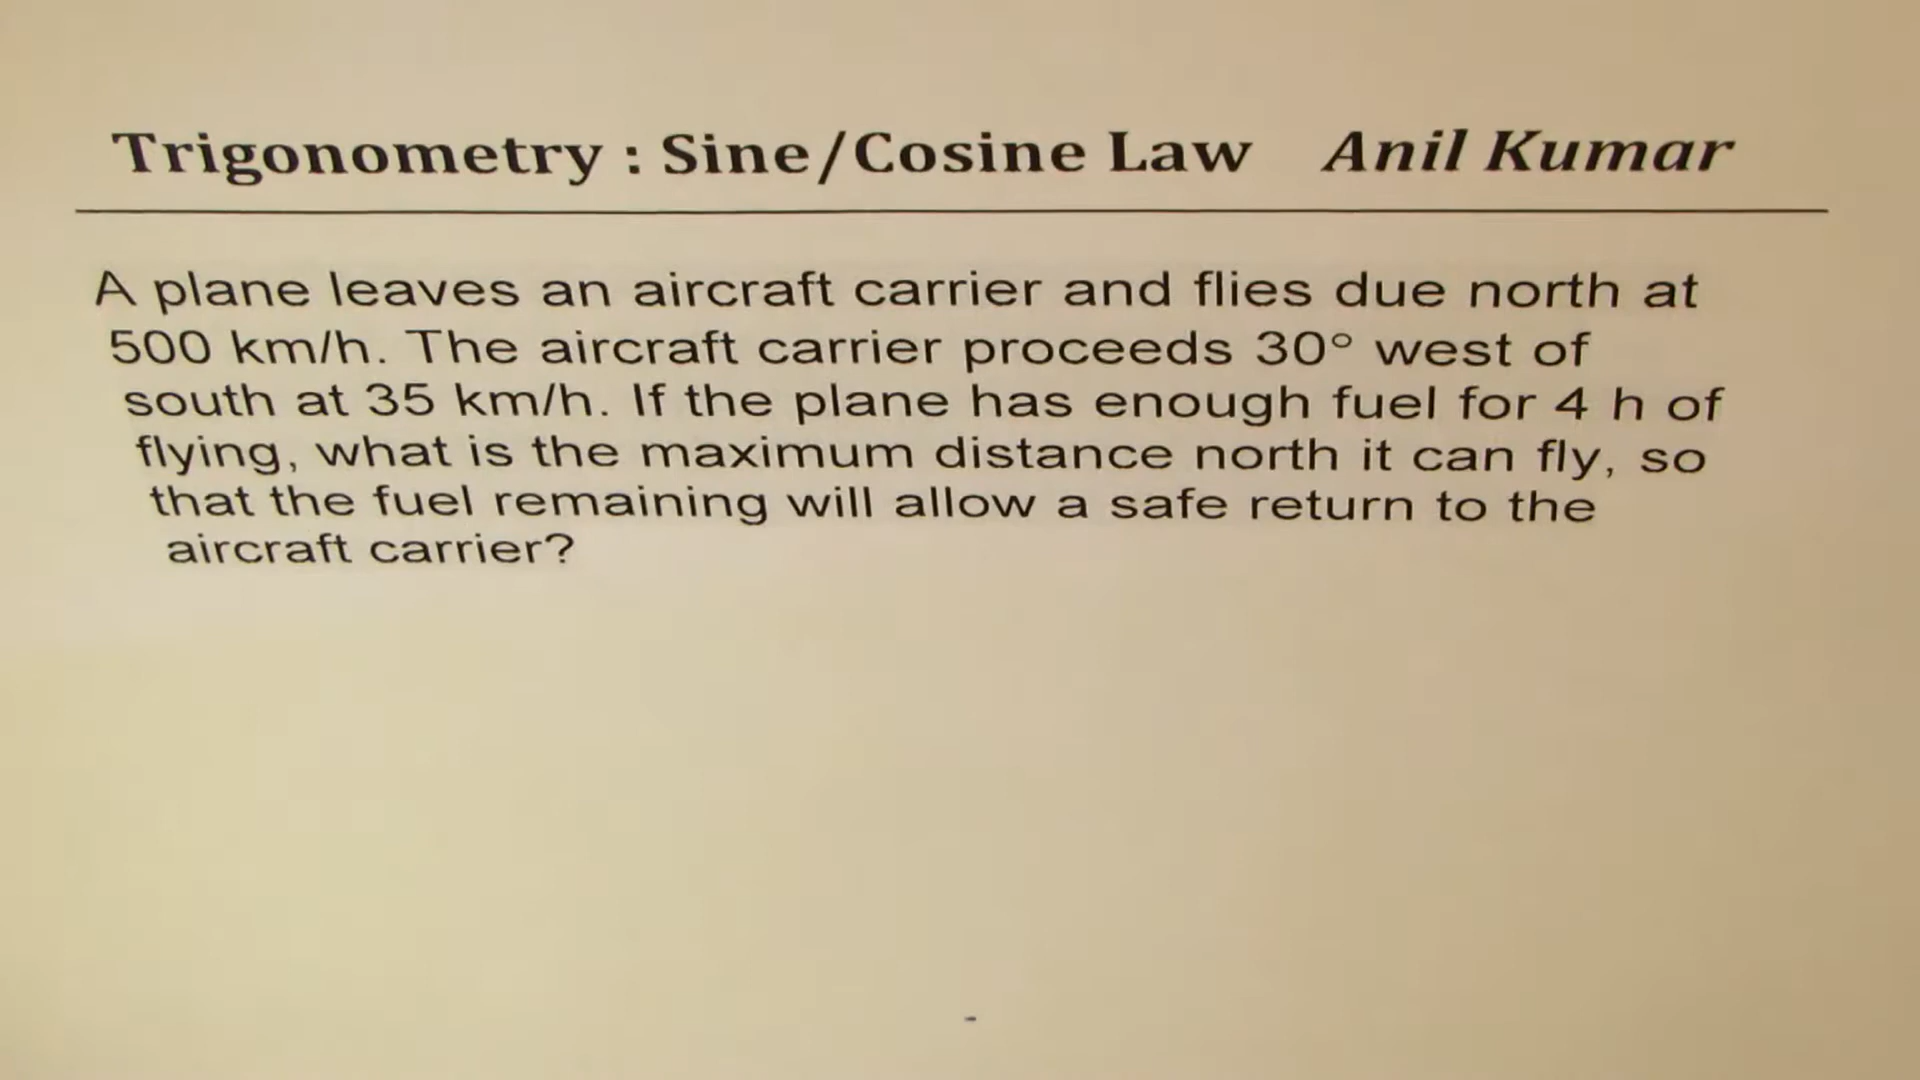 Trigonometry : Sine/Cosine Law Anil Kumar
A plane leaves an aircraft carrier and flies due north at
500 km/h. The aircraft carrier proceeds 30° west of
south at 35 km/h. If the plane has enough fuel for 4 h of
flying, what is the maximum distance north it can fly, so
that the fuel remaining will allow a safe return to the
aircraft carrier?